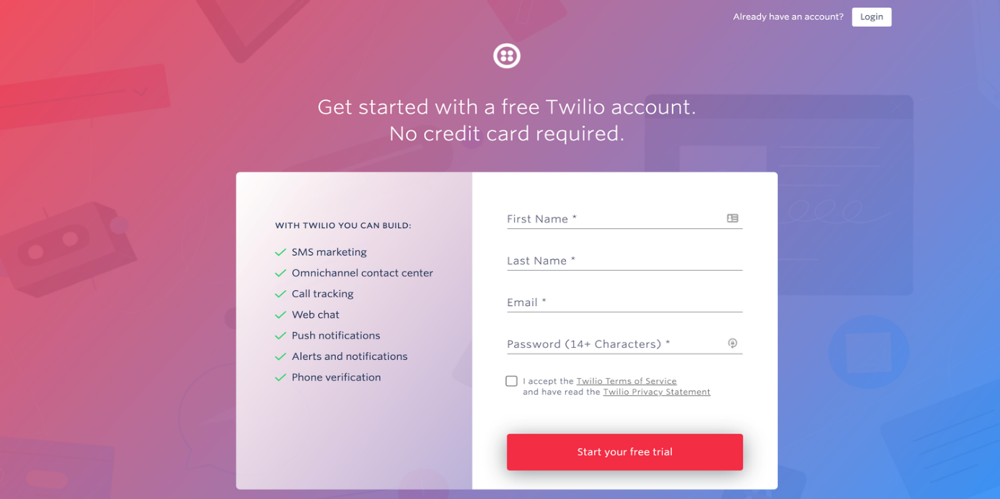 Already have an account?
Login
Get started with a free Twilio account.
No credit card required.
WITH TWILIO YOU CAN BUILD:
SMS marketing
Omnichannel contact center
Call tracking
Web chat
Push notifications
Alerts and notifications
Phone verification
First Name *
Last Name *
Email *
Password (14+ Characters) *
I accept the Twilio Terms of Service
and have read the Twilio Privacy Statement
Start your free trial